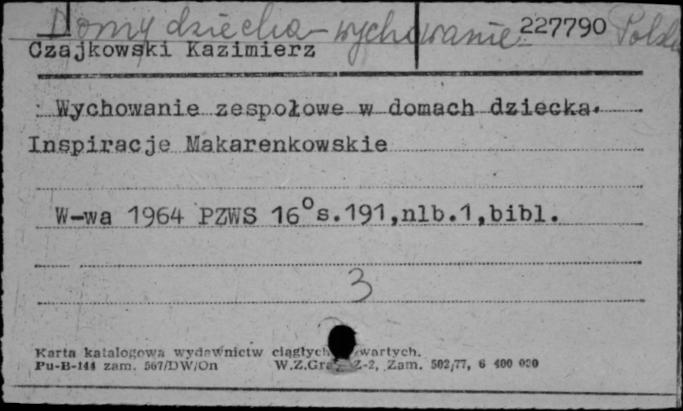 Domy dziecka - wychowanie 227790
Czajkowski Kazimierz
Wychowanie zespołowe w domach dziecka.
Inspiracje Makarenkowskie
W-wa 1964 PZWS 16° s.191,nlb.1,bibl.
3
Karta katalogowa wydawnictw ciągłych wartych.
Pu-B-144 zam. 567/DW/On W.Z.Graf. Z-2, Zam. 502/77, 6 400 000